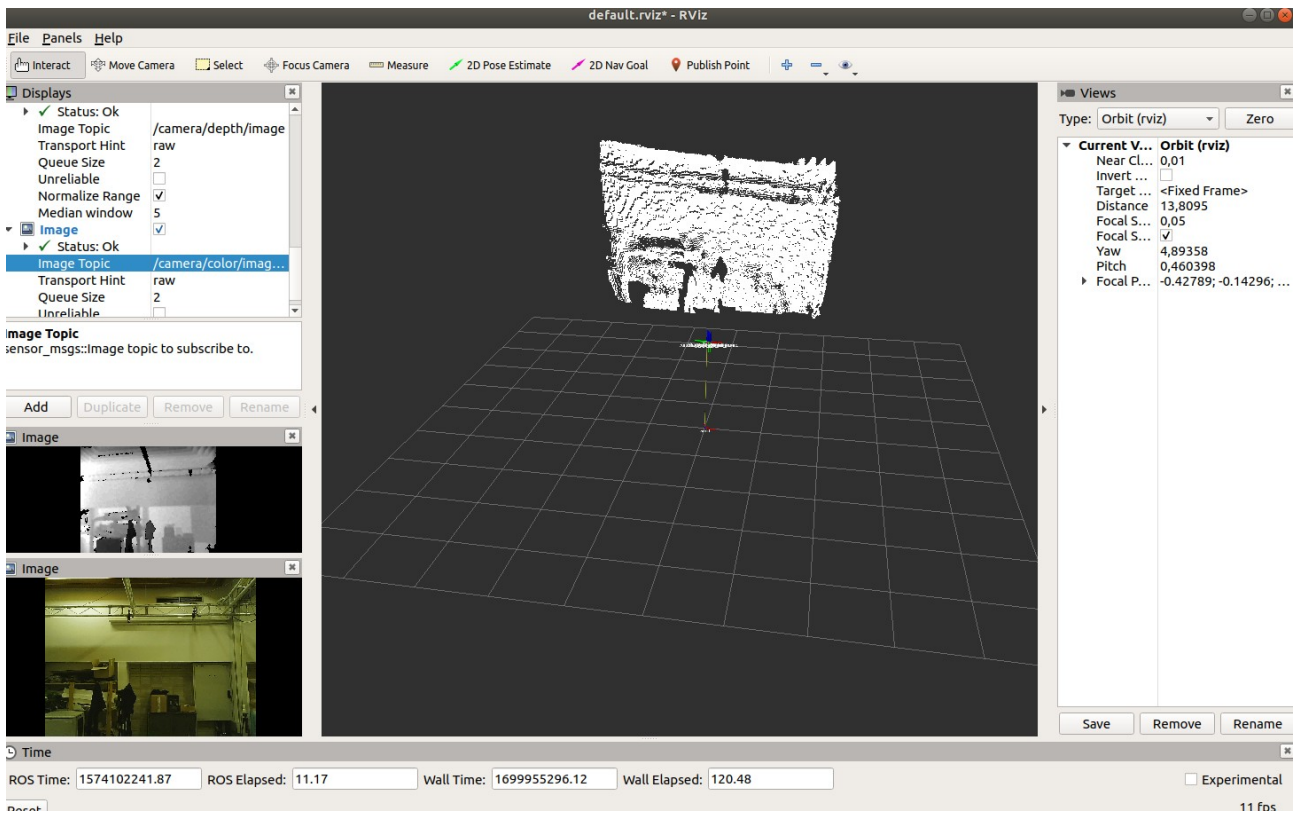 default.rviz* - RViz
File Panels Help
Interact Move Camera Select Focus Camera Measure 2D Pose Estimate 2D Nav Goal Publish Point
Displays
Status: Ok
Image Topic /camera/depth/image
Transport Hint raw
Queue Size 2
Unreliable
Normalize Range
Median window 5
Image
Status: Ok
Image Topic /camera/color/imag...
Transport Hint raw
Queue Size 2
Unreliable
Image Topic
sensor_msgs::Image topic to subscribe to.
Add Duplicate Remove Rename
Image
Image
Views
Type: Orbit (rviz) Zero
Current V... Orbit (rviz)
Near Cl... 0,01
Invert ...
Target ... <Fixed Frame>
Distance 13,8095
Focal S... 0,05
Focal S...
Yaw 4,89358
Pitch 0,460398
Focal P... -0.42789; -0.14296; ...
Save Remove Rename
Time
ROS Time: 1574102241.87 ROS Elapsed: 11.17 Wall Time: 1699955296.12 Wall Elapsed: 120.48 Experimental
Reset 11 fps